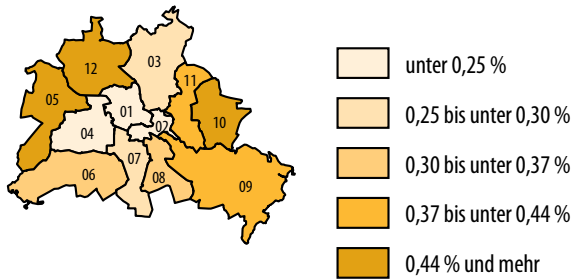 12
03
11
05
01
10
02
04
07
06
08
09
unter 0,25 %
0,25 bis unter 0,30 %
0,30 bis unter 0,37 %
0,37 bis unter 0,44 %
0,44 % und mehr